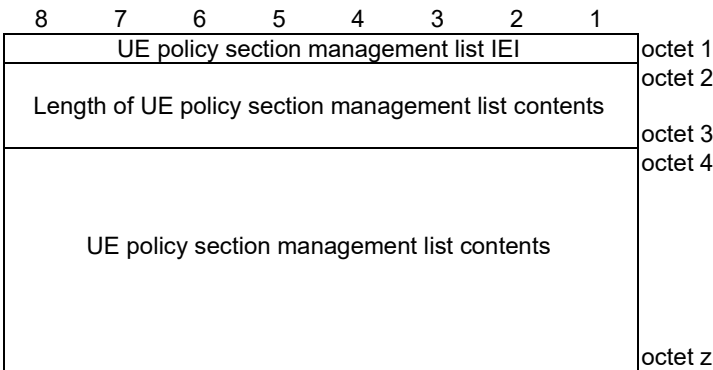 8 7 6 5 4 3 2 1
UE policy section management list IEI octet 1
octet 2
Length of UE policy section management list contents
octet 3
octet 4
UE policy section management list contents
octet z